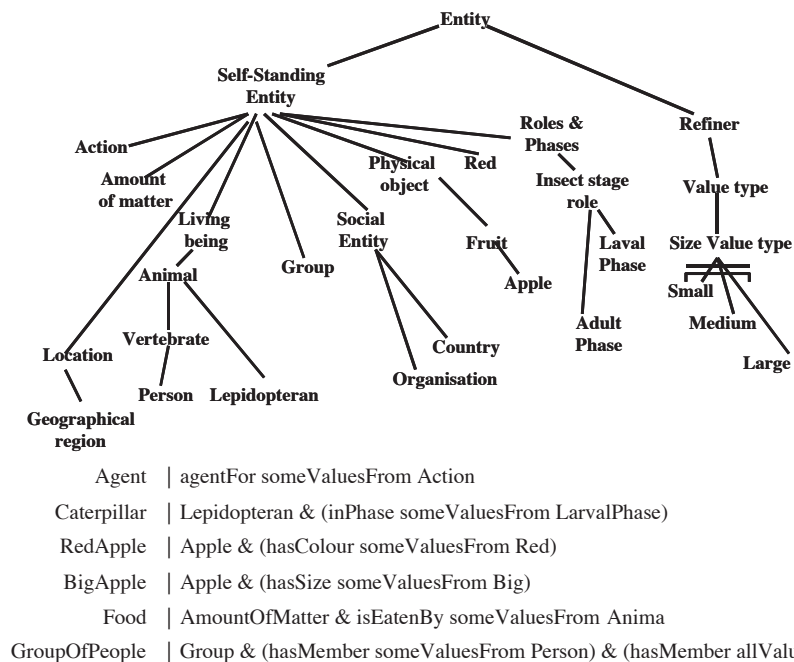 Entity
Self-Standing
Entity
Refiner
Roles &
Phases
Action
Amount
of matter
Physical
object
Red
Insect stage
role
Value type
Living
being
Social
Entity
Fruit
Laval
Phase
Size Value type
Animal
Group
Apple
Small
Vertebrate
Adult
Phase
Medium
Location
Country
Large
Person
Lepidopteran
Organisation
Geographical
region
Agent | agentFor someValuesFrom Action
Caterpillar | Lepidopteran & (inPhase someValuesFrom LarvalPhase)
RedApple | Apple & (hasColour someValuesFrom Red)
BigApple | Apple & (hasSize someValuesFrom Big)
Food | AmountOfMatter & isEatenBy someValuesFrom Anima
GroupOfPeople | Group & (hasMember someValuesFrom Person) & (hasMember allValu